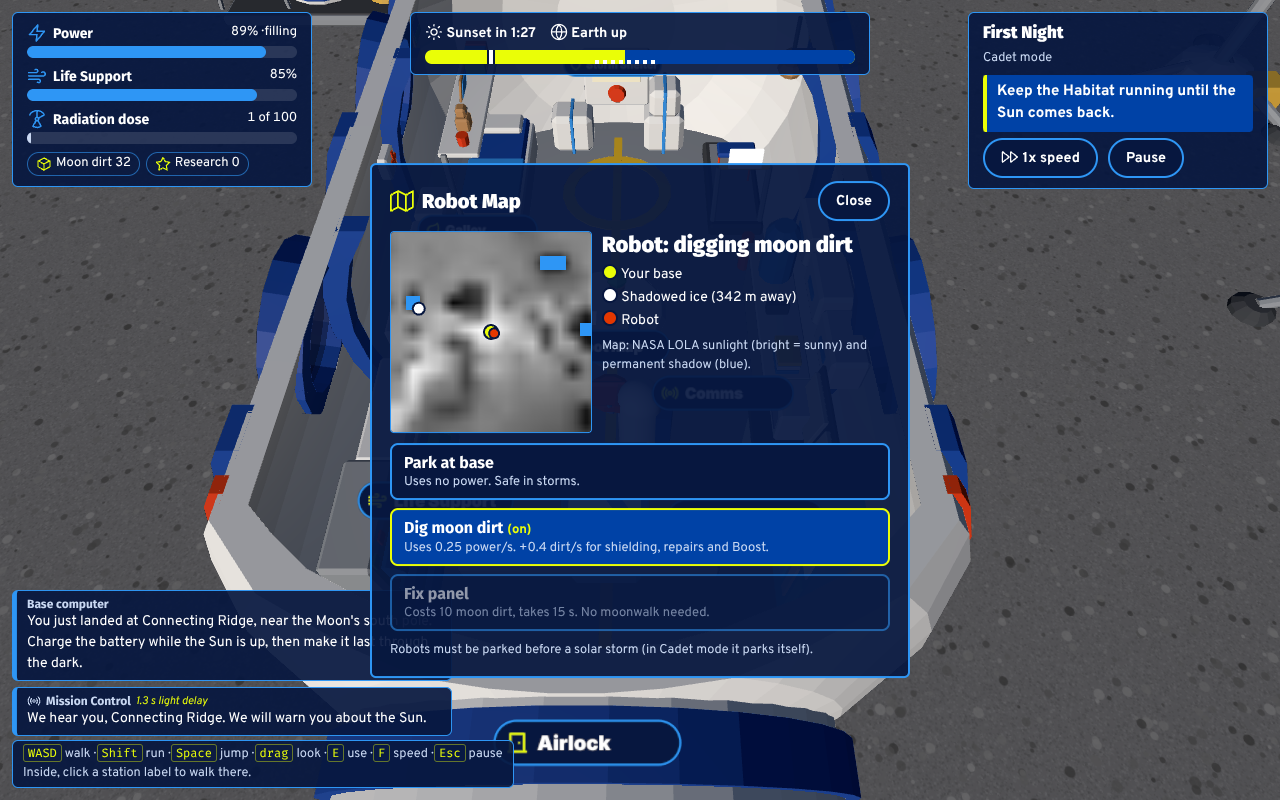 Power
89% · filling
Life Support
85%
Radiation dose
1 of 100
Moon dirt 32
Research 0
Sunset in 1:27
Earth up
First Night
Cadet mode
Keep the Habitat running until the
Sun comes back.
1x speed
Pause
Robot Map
Close
Robot: digging moon dirt
Your base
Shadowed ice (342 m away)
Robot
Map: NASA LOLA sunlight (bright = sunny) and
permanent shadow (blue).
Comms
Park at base
Uses no power. Safe in storms.
Dig moon dirt (on)
Uses 0.25 power/s. +0.4 dirt/s for shielding, repairs and Boost.
Fix panel
Costs 10 moon dirt, takes 15 s. No moonwalk needed.
Robots must be parked before a solar storm (in Cadet mode it parks itself).
Base computer
You just landed at Connecting Ridge, near the Moon's south
Charge the battery while the Sun is up, then make it last through
the dark.
Mission Control 1.3 s light delay
We hear you, Connecting Ridge. We will warn you about the Sun.
WASD walk · Shift run · Space jump · drag look · E use · F speed · Esc pause
Inside, click a station label to walk there.
Airlock